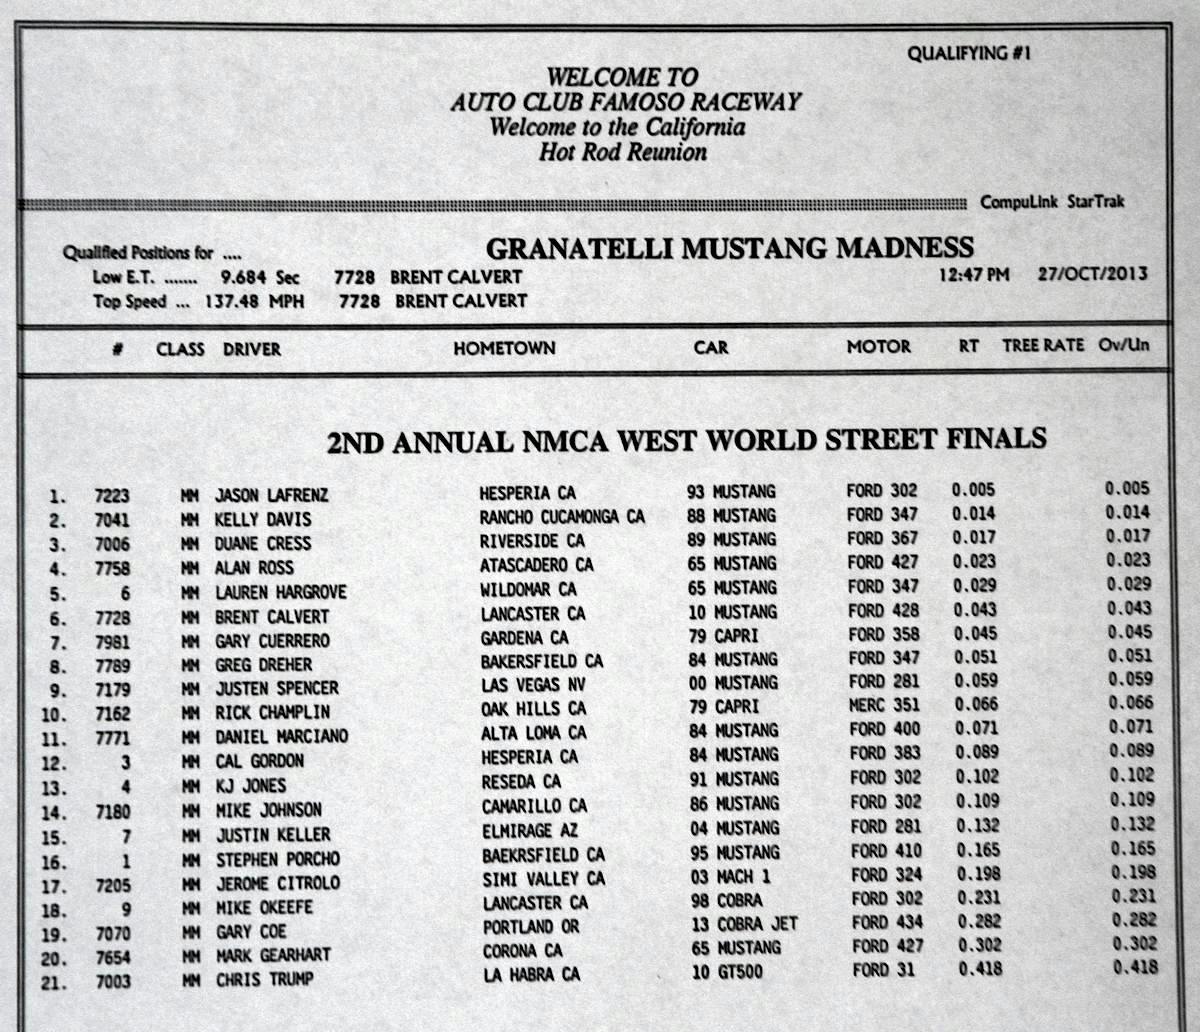 QUALIFYING #1
WELCOME TO
AUTO CLUB FAMOSO RACEWAY
Welcome to the California
Hot Rod Reunion
CompuLink StarTrak
Qualified Positions for .... GRANATELLI MUSTANG MADNESS
Low E.T. ....... 9.684 Sec 7728 BRENT CALVERT 12:47 PM 27/OCT/2013
Top Speed ... 137.48 MPH 7728 BRENT CALVERT
# CLASS DRIVER HOMETOWN CAR MOTOR RT TREE RATE Ov/Un
2ND ANNUAL NMCA WEST WORLD STREET FINALS
1. 7223 MM JASON LAFRENZ HESPERIA CA 93 MUSTANG FORD 302 0.005 0.005
2. 7041 MM KELLY DAVIS RANCHO CUCAMONGA CA 88 MUSTANG FORD 347 0.014 0.014
3. 7006 MM DUANE CRESS RIVERSIDE CA 89 MUSTANG FORD 367 0.017 0.017
4. 7758 MM ALAN ROSS ATASCADERO CA 65 MUSTANG FORD 427 0.023 0.023
5. 6 MM LAUREN HARGROVE WILDOMAR CA 65 MUSTANG FORD 347 0.029 0.029
6. 7728 MM BRENT CALVERT LANCASTER CA 10 MUSTANG FORD 428 0.043 0.043
7. 7981 MM GARY CUERRERO GARDENA CA 79 CAPRI FORD 358 0.045 0.045
8. 7789 MM GREG DREHER BAKERSFIELD CA 84 MUSTANG FORD 347 0.051 0.051
9. 7179 MM JUSTEN SPENCER LAS VEGAS NV 00 MUSTANG FORD 281 0.059 0.059
10. 7162 MM RICK CHAMPLIN OAK HILLS CA 79 CAPRI MERC 351 0.066 0.066
11. 7771 MM DANIEL MARCIANO ALTA LOMA CA 84 MUSTANG FORD 400 0.071 0.071
12. 3 MM CAL GORDON HESPERIA CA 84 MUSTANG FORD 383 0.089 0.089
13. 4 MM KJ JONES RESEDA CA 91 MUSTANG FORD 302 0.102 0.102
14. 7180 MM MIKE JOHNSON CAMARILLO CA 86 MUSTANG FORD 302 0.109 0.109
15. 7 MM JUSTIN KELLER ELMIRAGE AZ 04 MUSTANG FORD 281 0.132 0.132
16. 1 MM STEPHEN PORCHO BAEKRSFIELD CA 95 MUSTANG FORD 410 0.165 0.165
17. 7205 MM JEROME CITROLO SIMI VALLEY CA 03 MACH 1 FORD 324 0.198 0.198
18. 9 MM MIKE OKEEFE LANCASTER CA 98 COBRA FORD 302 0.231 0.231
19. 7070 MM GARY COE PORTLAND OR 13 COBRA JET FORD 434 0.282 0.282
20. 7654 MM MARK GEARHART CORONA CA 65 MUSTANG FORD 427 0.302 0.302
21. 7003 MM CHRIS TRUMP LA HABRA CA 10 GT500 FORD 31 0.418 0.418